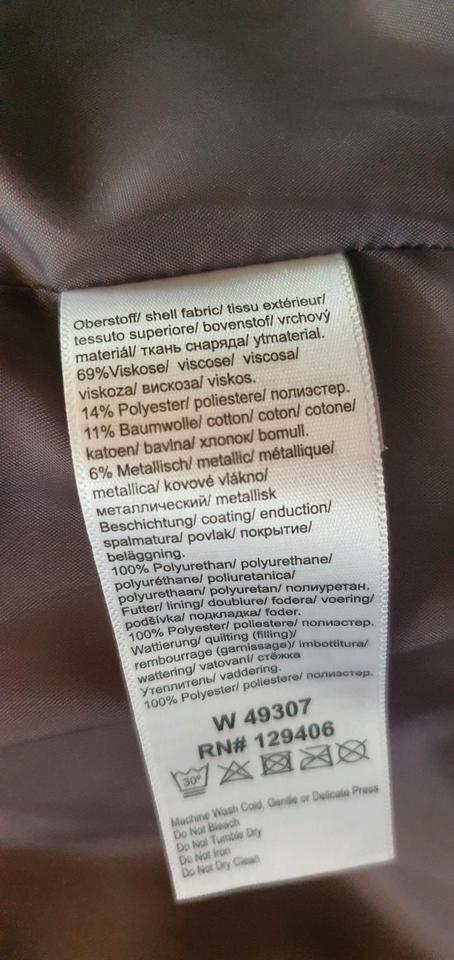 Oberstoff/ shell fabric/ tissu extérieur/
tessuto superiore/ bovenstof/ vrchový
materiál/ ткань снаряда/ ytmaterial.
69%Viskose/ viscose/ viscosa/
viskoza/ вискоза/ viskos.
14% Polyester/ poliestere/ полиэстер.
11% Baumwolle/ cotton/ coton/ cotone/
katoen/ bavlna/ хлопок/ bomull.
6% Metallisch/ metallic/ métallique/
metallica/ kovové vlákno/
металлический/ metallisk
Beschichtung/ coating/ enduction/
spalmatura/ povlak/ покрытие/
beläggning.
100% Polyurethan/ polyurethane/
polyuréthane/ poliuretanica/
polyurethaan/ polyuretan/ полиуретан.
Futter/ lining/ doublure/ fodera/ voering/
podšívka/ подкладка/ foder.
100% Polyester/ poliestere/ полиэстер.
Wattierung/ quilting (filling)/
rembourrage (garnissage)/ imbottitura/
wattering/ vatovaní/ стёжка
Утеплитель/ vaddering.
100% Polyester/ poliestere/ полиэстер.
W 49307
RN# 129406
30°
Machine Wash Cold, Gentle or Delicate Press
Do Not Bleach
Do Not Tumble Dry
Do Not Iron
Do Not Dry Clean